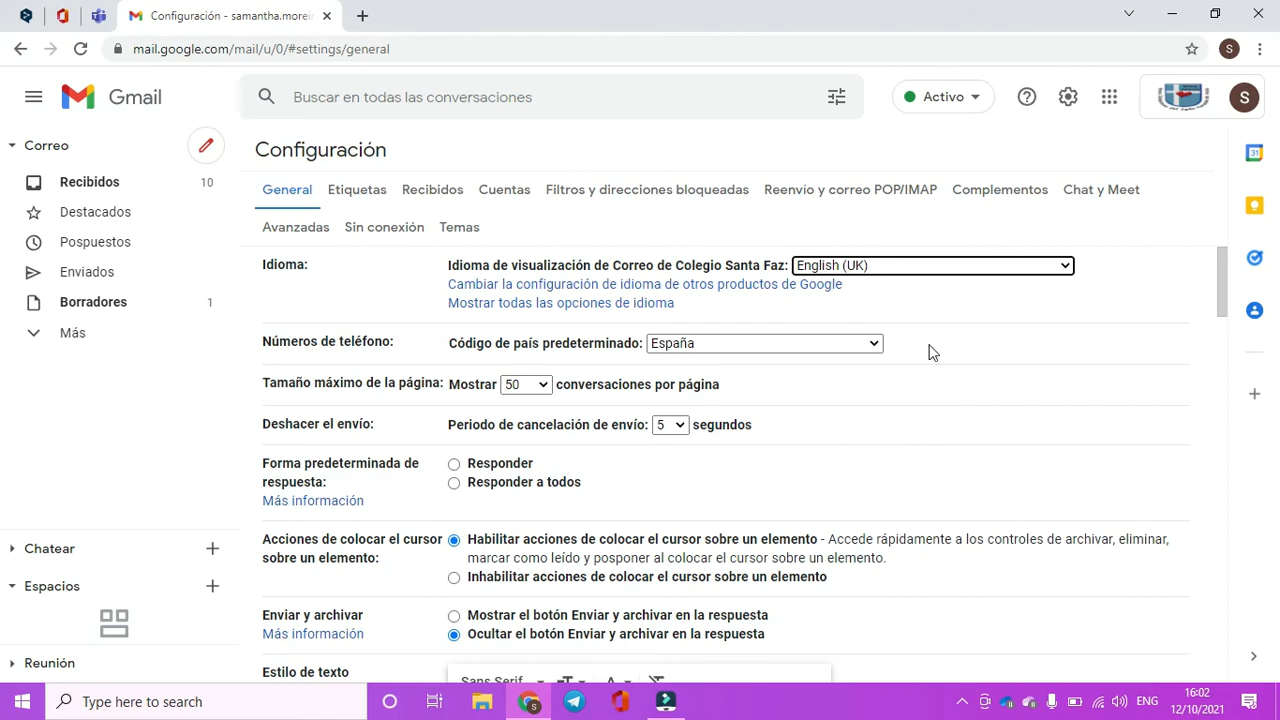 Configuración - samantha.morei
mail.google.com/mail/u/0/#settings/general
Gmail
Buscar en todas las conversaciones
Activo
S
Correo
Recibidos 10
Destacados
Pospuestos
Enviados
Borradores 1
Más
Chatear
Espacios
Reunión
Configuración
General Etiquetas Recibidos Cuentas Filtros y direcciones bloqueadas Reenvío y correo POP/IMAP Complementos Chat y Meet
Avanzadas Sin conexión Temas
Idioma: Idioma de visualización de Correo de Colegio Santa Faz: English (UK)
Cambiar la configuración de idioma de otros productos de Google
Mostrar todas las opciones de idioma
Números de teléfono: Código de país predeterminado: España
Tamaño máximo de la página: Mostrar 50 conversaciones por página
Deshacer el envío: Periodo de cancelación de envío: 5 segundos
Forma predeterminada de respuesta: Responder
Responder a todos
Más información
Acciones de colocar el cursor sobre un elemento: Habilitar acciones de colocar el cursor sobre un elemento - Accede rápidamente a los controles de archivar, eliminar,
marcar como leído y posponer al colocar el cursor sobre un elemento.
Inhabilitar acciones de colocar el cursor sobre un elemento
Enviar y archivar Mostrar el botón Enviar y archivar en la respuesta
Más información Ocultar el botón Enviar y archivar en la respuesta
Estilo de texto Sans Serif
31
Type here to search
ENG
16:02
12/10/2021